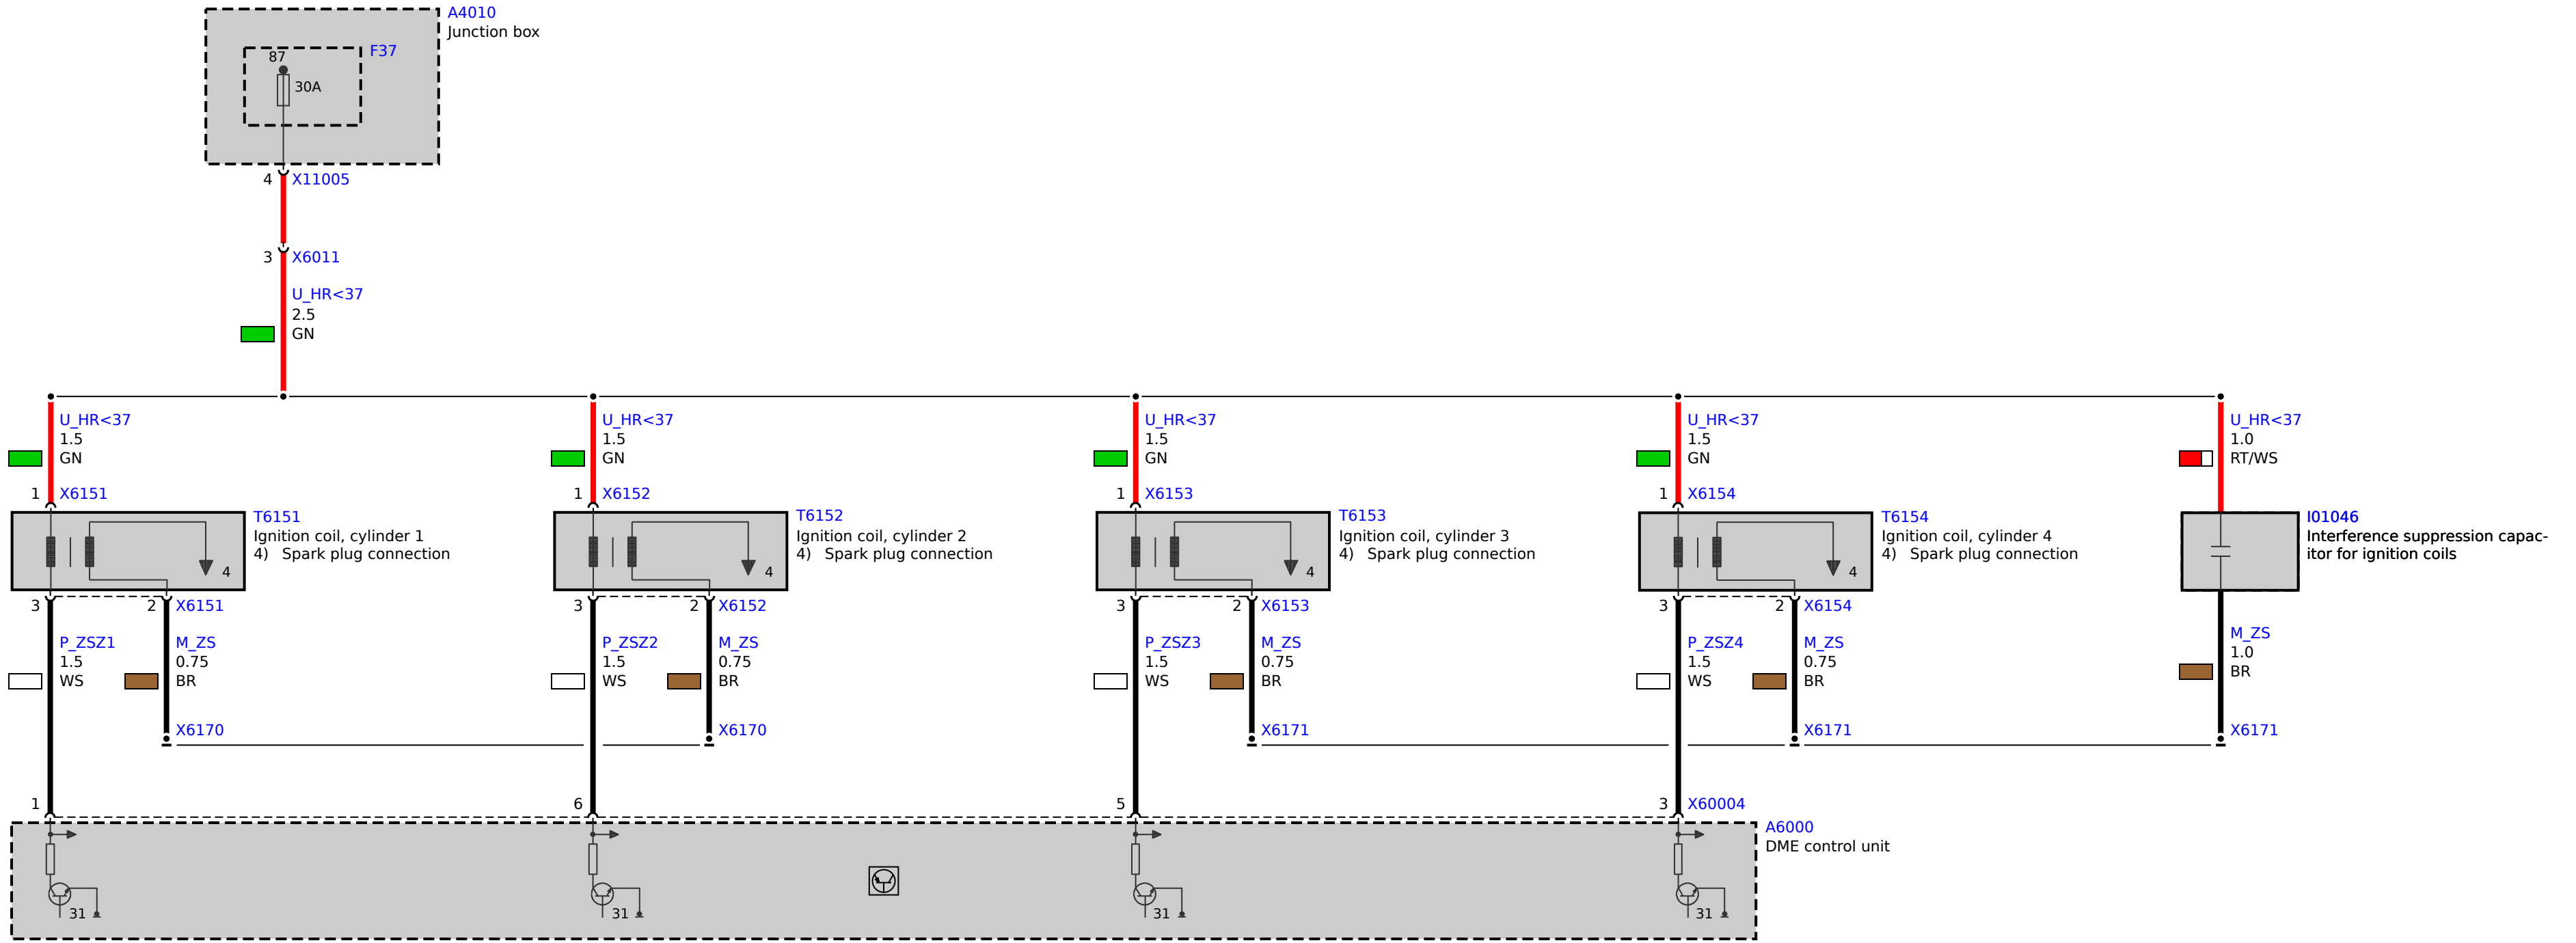 A4010
Junction box
F37
87
30A
4 X11005
3 X6011
U_HR<37
2.5
GN
U_HR<37 U_HR<37 U_HR<37 U_HR<37 U_HR<37
1.5 1.5 1.5 1.5 1.0
GN GN GN GN RT/WS
1 X6151 1 X6152 1 X6153 1 X6154
T6151
Ignition coil, cylinder 1
4) Spark plug connection
4
T6152
Ignition coil, cylinder 2
4) Spark plug connection
4
T6153
Ignition coil, cylinder 3
4) Spark plug connection
4
T6154
Ignition coil, cylinder 4
4) Spark plug connection
4
I01046
Interference suppression capac-
itor for ignition coils
3 2 X6151 3 2 X6152 3 2 X6153 3 2 X6154
P_ZSZ1 M_ZS P_ZSZ2 M_ZS P_ZSZ3 M_ZS P_ZSZ4 M_ZS M_ZS
1.5 0.75 1.5 0.75 1.5 0.75 1.5 0.75 1.0
WS BR WS BR WS BR WS BR BR
X6170 X6170 X6171 X6171 X6171
1 6 5 3 X60004
A6000
DME control unit
31 31 31 31